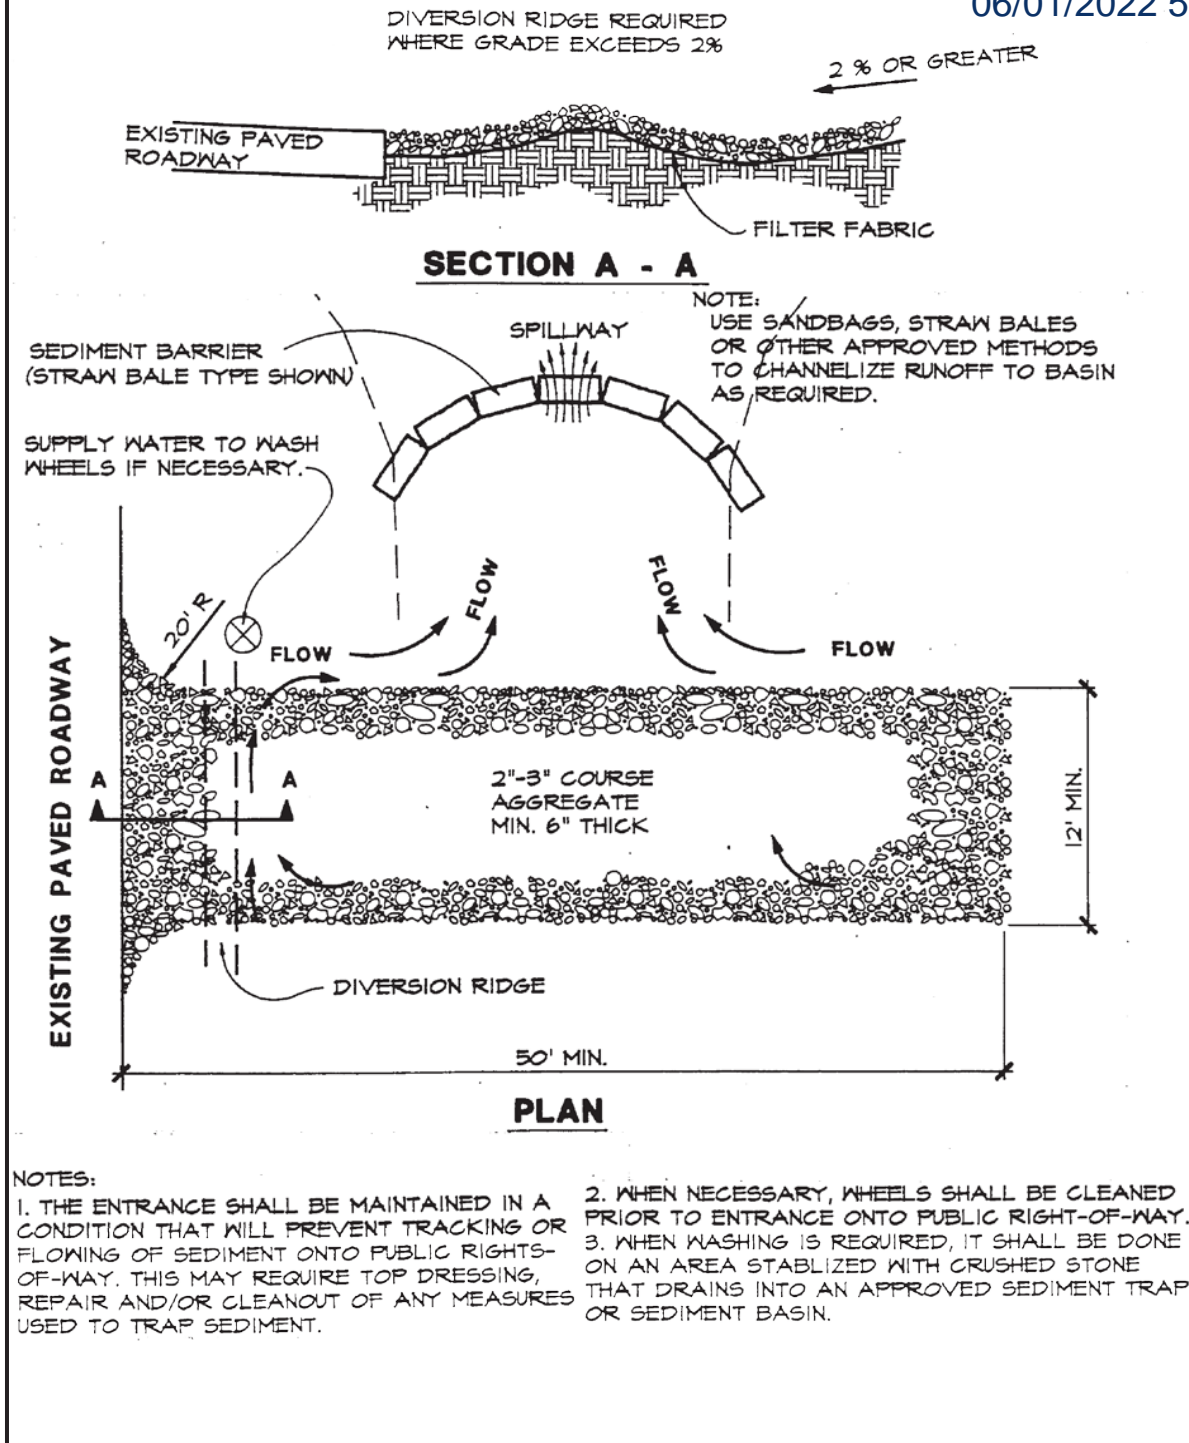 06/01/2022 5
DIVERSION RIDGE REQUIRED
WHERE GRADE EXCEEDS 2%
2 % OR GREATER
EXISTING PAVED
ROADWAY
FILTER FABRIC
SECTION A - A
NOTE:
USE SANDBAGS, STRAW BALES
OR OTHER APPROVED METHODS
TO CHANNELIZE RUNOFF TO BASIN
AS REQUIRED.
SPILLWAY
SEDIMENT BARRIER
(STRAW BALE TYPE SHOWN)
SUPPLY WATER TO WASH
WHEELS IF NECESSARY.
FLOW
FLOW
20' R
FLOW
FLOW
EXISTING PAVED ROADWAY
A
A
2"-3" COURSE
AGGREGATE
MIN. 6" THICK
12' MIN.
DIVERSION RIDGE
50' MIN.
PLAN
NOTES:
1. THE ENTRANCE SHALL BE MAINTAINED IN A
CONDITION THAT WILL PREVENT TRACKING OR
FLOWING OF SEDIMENT ONTO PUBLIC RIGHTS-
OF-WAY. THIS MAY REQUIRE TOP DRESSING,
REPAIR AND/OR CLEANOUT OF ANY MEASURES
USED TO TRAP SEDIMENT.
2. WHEN NECESSARY, WHEELS SHALL BE CLEANED
PRIOR TO ENTRANCE ONTO PUBLIC RIGHT-OF-WAY.
3. WHEN WASHING IS REQUIRED, IT SHALL BE DONE
ON AN AREA STABLIZED WITH CRUSHED STONE
THAT DRAINS INTO AN APPROVED SEDIMENT TRAP
OR SEDIMENT BASIN.